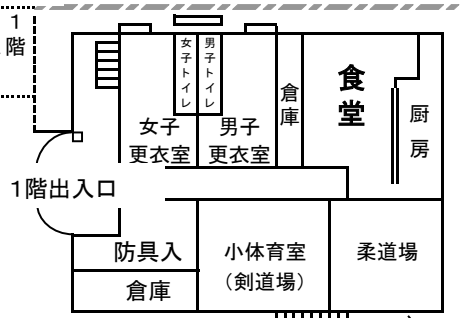 1
階
女子トイレ
男子トイレ
倉庫
食堂
厨房
女子
更衣室
男子
更衣室
1階出入口
防具入
倉庫
小体育室
（剣道場）
柔道場